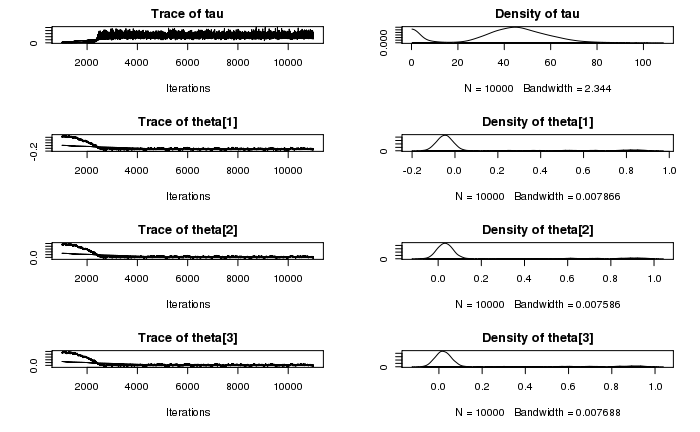 Trace of tau
0
2000 4000 6000 8000 10000
Iterations
Density of tau
0.000
0 20 40 60 80 100
N = 10000 Bandwidth = 2.344
Trace of theta[1]
-0.2
2000 4000 6000 8000 10000
Iterations
Density of theta[1]
0
-0.2 0.0 0.2 0.4 0.6 0.8 1.0
N = 10000 Bandwidth = 0.007866
Trace of theta[2]
0.0
2000 4000 6000 8000 10000
Iterations
Density of theta[2]
0
0.0 0.2 0.4 0.6 0.8 1.0
N = 10000 Bandwidth = 0.007586
Trace of theta[3]
0.0
2000 4000 6000 8000 10000
Iterations
Density of theta[3]
0
0.0 0.2 0.4 0.6 0.8 1.0
N = 10000 Bandwidth = 0.007688